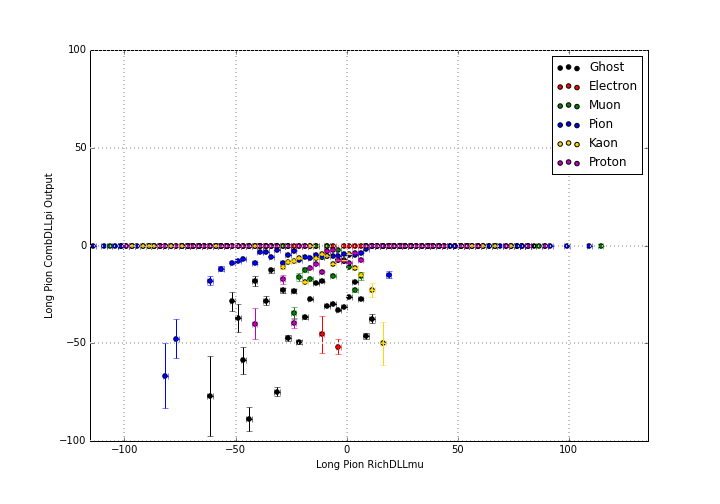 100
50
0
−50
−100
Long Pion CombDLLpi Output
Ghost
Electron
Muon
Pion
Kaon
Proton
−100 −50 0 50 100
Long Pion RichDLLmu